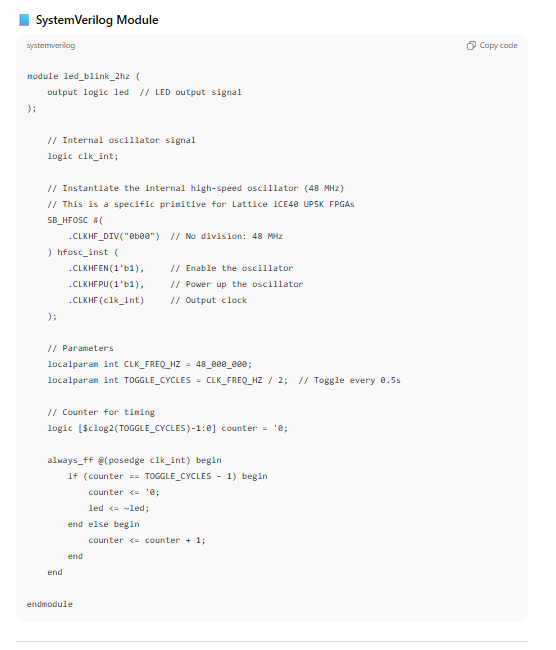 📘 SystemVerilog Module
systemverilog
Copy code
module led_blink_2hz (
    output logic led  // LED output signal
);

    // Internal oscillator signal
    logic clk_int;

    // Instantiate the internal high-speed oscillator (48 MHz)
    // This is a specific primitive for Lattice iCE40 UP5K FPGAs
    SB_HFOSC #(
        .CLKHF_DIV("0b00")  // No division: 48 MHz
    ) hfosc_inst (
        .CLKHFEN(1'b1),     // Enable the oscillator
        .CLKHFPU(1'b1),     // Power up the oscillator
        .CLKHF(clk_int)     // Output clock
    );

    // Parameters
    localparam int CLK_FREQ_HZ = 48_000_000;
    localparam int TOGGLE_CYCLES = CLK_FREQ_HZ / 2;  // Toggle every 0.5s

    // Counter for timing
    logic [$clog2(TOGGLE_CYCLES)-1:0] counter = '0;

    always_ff @(posedge clk_int) begin
        if (counter == TOGGLE_CYCLES - 1) begin
            counter <= '0;
            led <= ~led;
        end else begin
            counter <= counter + 1;
        end
    end

endmodule